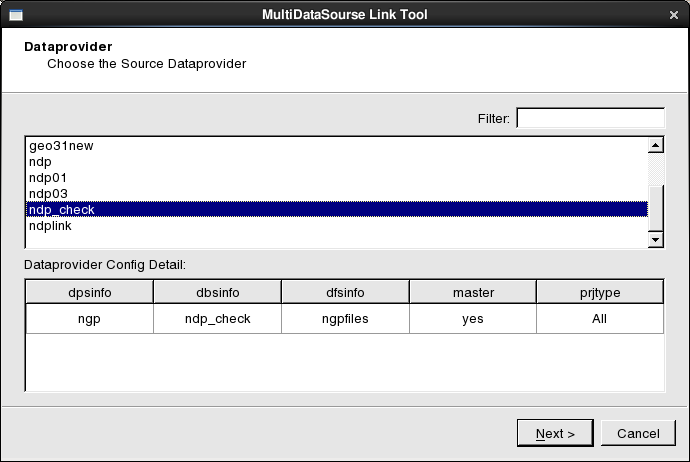 MultiDataSourse Link Tool
Dataprovider
Choose the Source Dataprovider
Filter:
geo31new
ndp
ndp01
ndp03
ndp_check
ndplink
Dataprovider Config Detail:
dpsinfo dbsinfo dfsinfo master prjtype
ngp ndp_check ngpfiles yes All
Next > Cancel